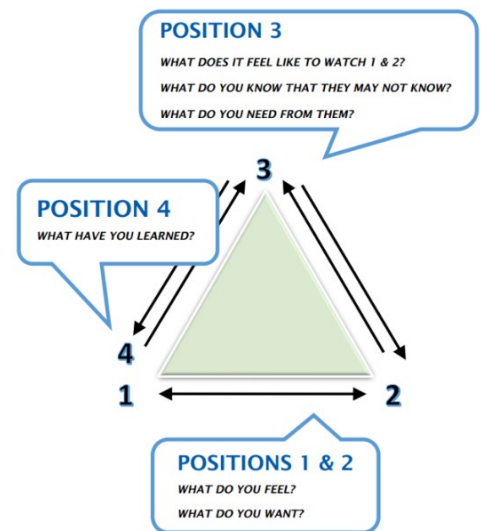 POSITION 3
WHAT DOES IT FEEL LIKE TO WATCH 1 & 2?
WHAT DO YOU KNOW THAT THEY MAY NOT KNOW?
WHAT DO YOU NEED FROM THEM?
3
POSITION 4
WHAT HAVE YOU LEARNED?
4
1
2
POSITIONS 1 & 2
WHAT DO YOU FEEL?
WHAT DO YOU WANT?